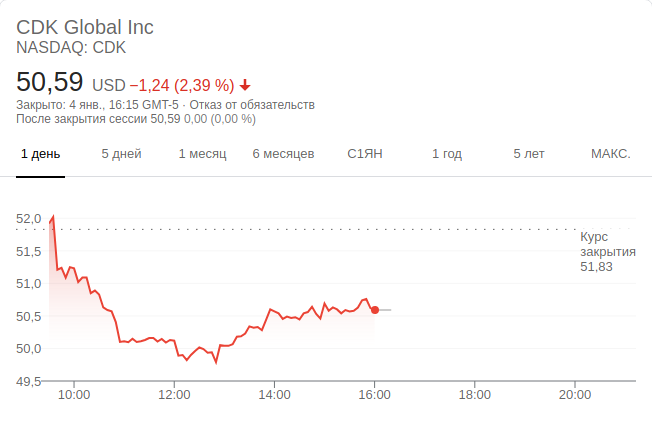 CDK Global Inc
NASDAQ: CDK
50,59 USD −1,24 (2,39 %)
Закрыто: 4 янв., 16:15 GMT-5 · Отказ от обязательств
После закрытия сессии 50,59 0,00 (0,00 %)
1 день 5 дней 1 месяц 6 месяцев С1ЯН 1 год 5 лет МАКС.
52,0
Курс
закрытия
51,83
51,5
51,0
50,5
50,0
49,5
10:00 12:00 14:00 16:00 18:00 20:00